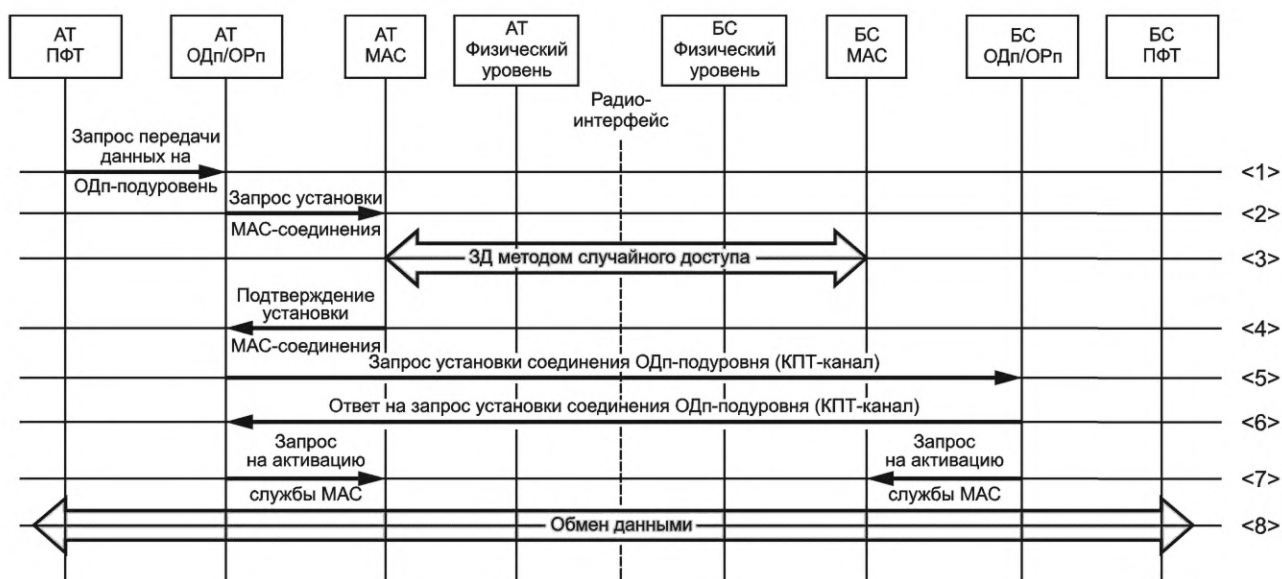 АТ
ПФТ
АТ
ОДп/ОРп
АТ
МАС
АТ
Физический
уровень
БС
Физический
уровень
БС
МАС
БС
ОДп/ОРп
БС
ПФТ
Радио-
интерфейс
Запрос передачи
данных на
ОДп-подуровень
<1>
Запрос установки
МАС-соединения
<2>
ЗД методом случайного доступа
<3>
Подтверждение
установки
МАС-соединения
<4>
Запрос установки соединения ОДп-подуровня (КПТ-канал)
<5>
Ответ на запрос установки соединения ОДп-подуровня (КПТ-канал)
<6>
Запрос
на активацию
службы МАС
Запрос
на активацию
службы МАС
<7>
Обмен данными
<8>